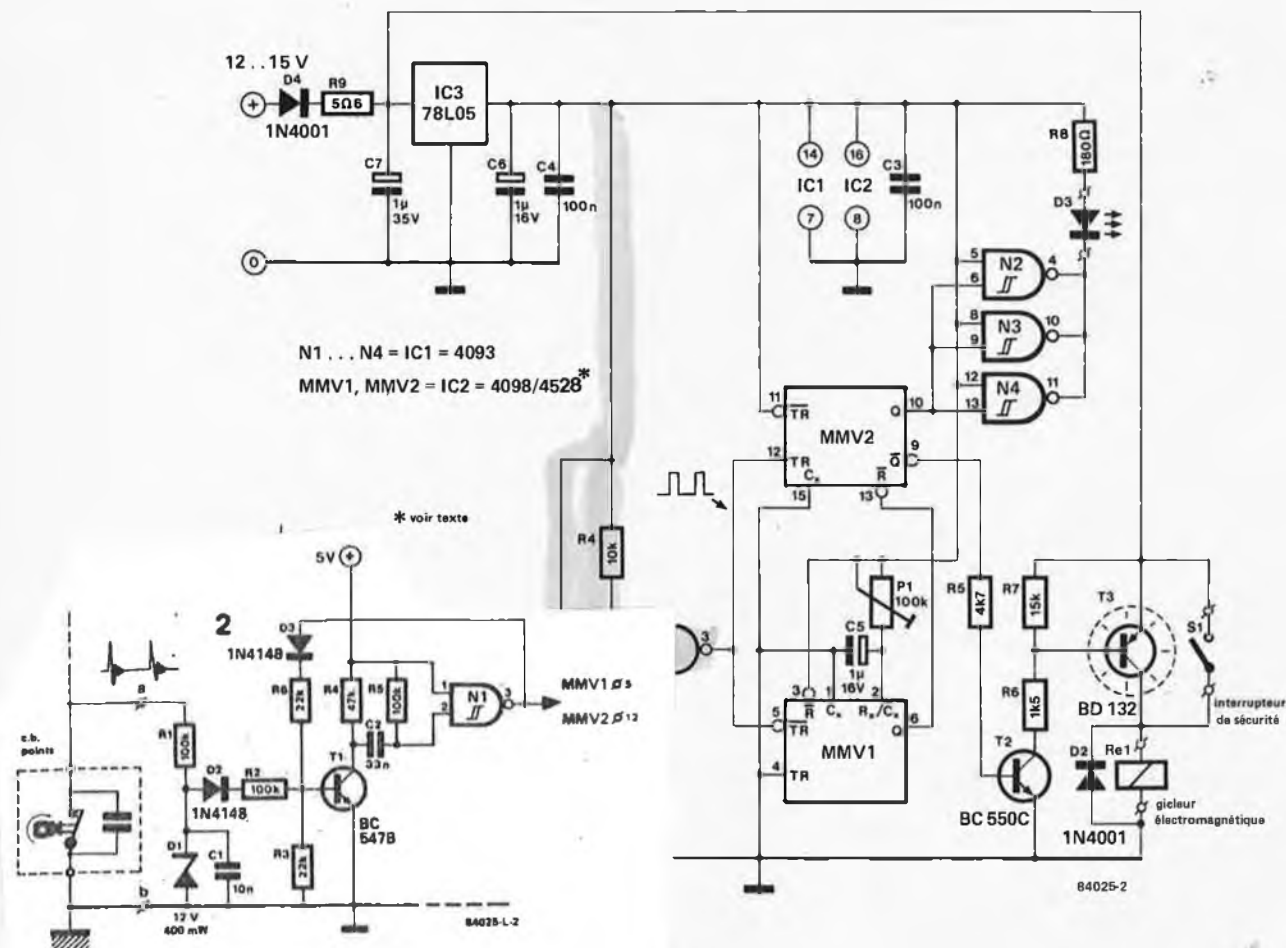 12 . . 15 V
D4
R9
5Ω6
1N4001
IC3
78L05
C7
1µ
35V
C6
1µ
16V
C4
100n
14
16
IC1
IC2
7
8
C3
100n
R8
180Ω
D3
0
N1 . . . N4 = IC1 = 4093
MMV1, MMV2 = IC2 = 4098/4528*
5
6
N2
4
8
9
N3
10
12
13
N4
11
11
TR
Q
10
MMV2
12
TR
Cx
Q
9
R
15
13
* voir texte
R4
10k
P1
100k
C5
1µ
16V
3
3
R
1
Cx
2
Rx/Cx
5
TR
Q
6
MMV1
4
TR
R5
4k7
R7
15k
R6
1k5
T2
BC 550C
T3
BD 132
S1
interrupteur
de sécurité
D2
1N4001
Re1
gicleur
électromagnétique
84025-2
2
5V
D3
1N4148
R6
22k
R4
47k
R5
100k
1
2
N1
3
MMV1 Ø 5
MMV2 Ø 12
C2
33n
a
c.b.
points
R1
100k
D2
1N4148
R2
100k
T1
BC
547B
D1
C1
10n
R3
22k
b
12 V
400 mW
84025-L-2